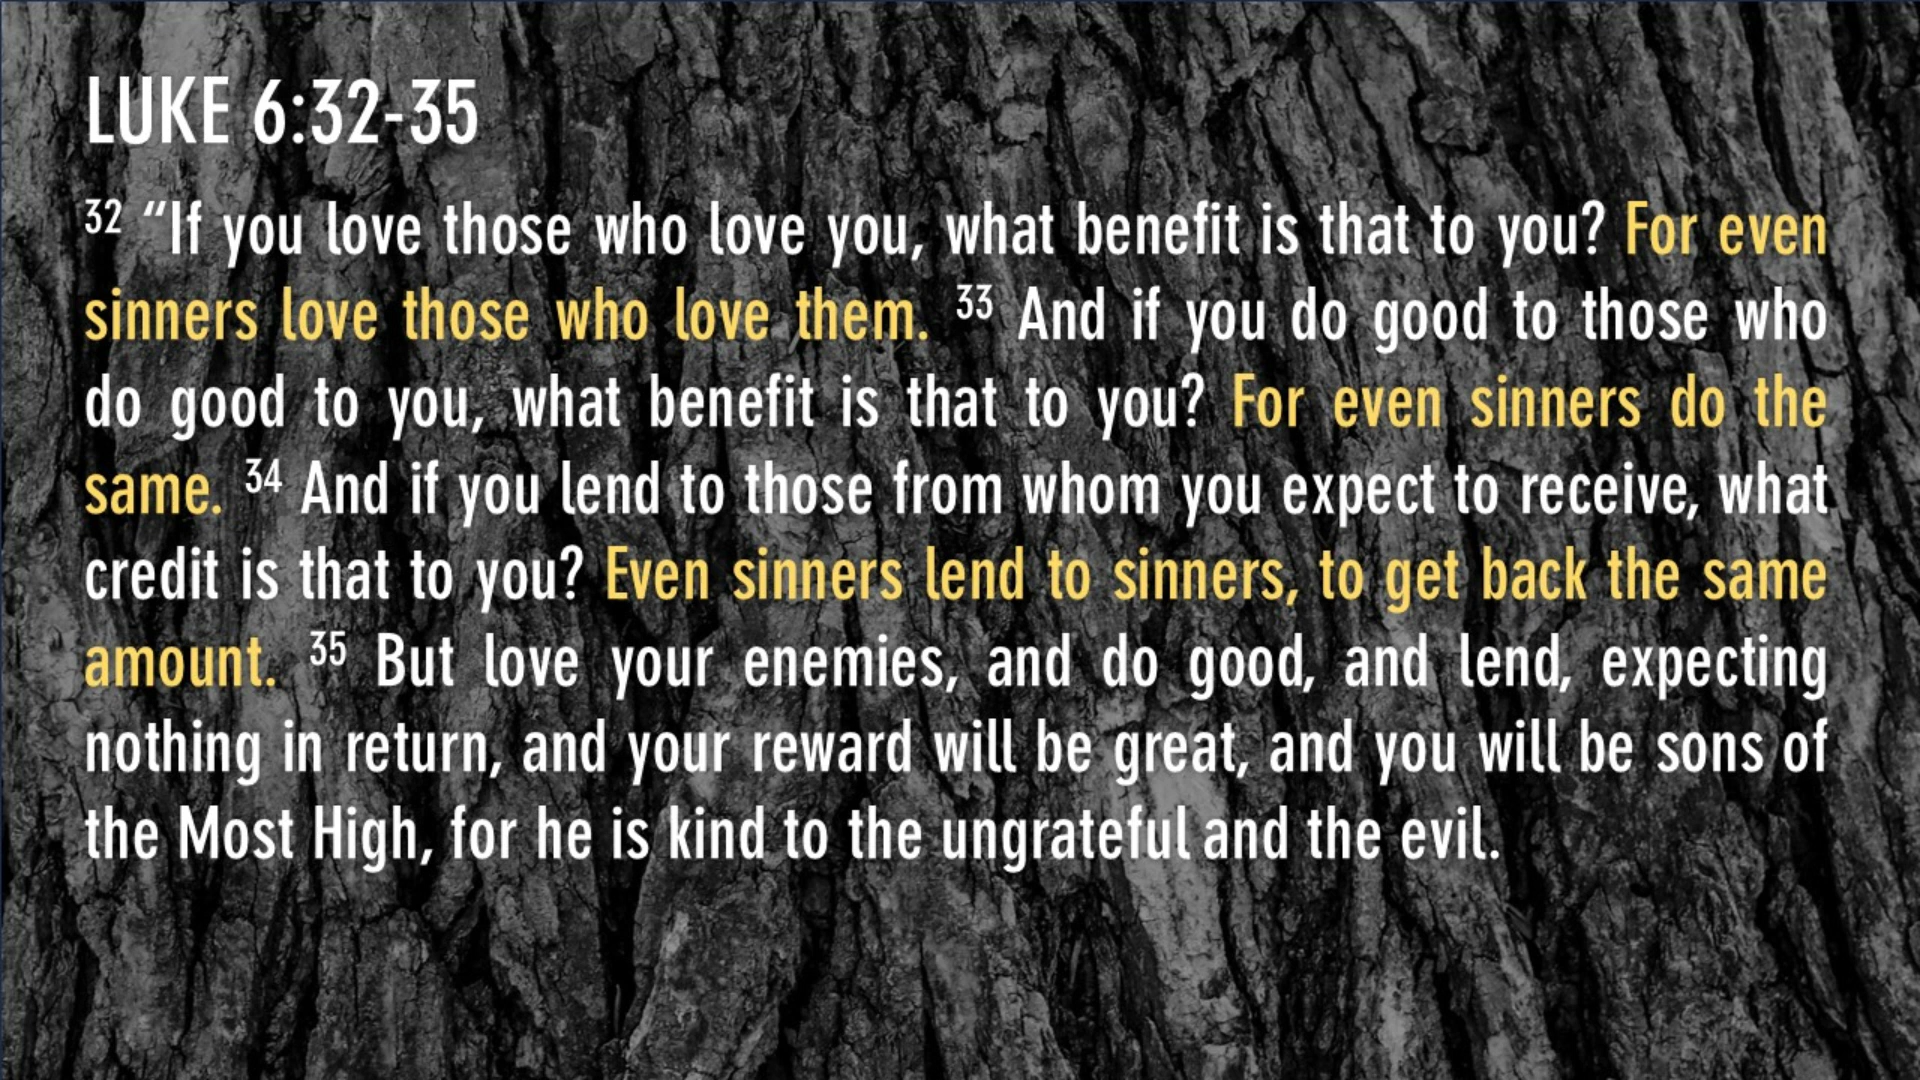 LUKE 6:32-35
32 “If you love those who love you, what benefit is that to you? For even
sinners love those who love them. 33 And if you do good to those who
do good to you, what benefit is that to you? For even sinners do the
same. 34 And if you lend to those from whom you expect to receive, what
credit is that to you? Even sinners lend to sinners, to get back the same
amount. 35 But love your enemies, and do good, and lend, expecting
nothing in return, and your reward will be great, and you will be sons of
the Most High, for he is kind to the ungrateful and the evil.